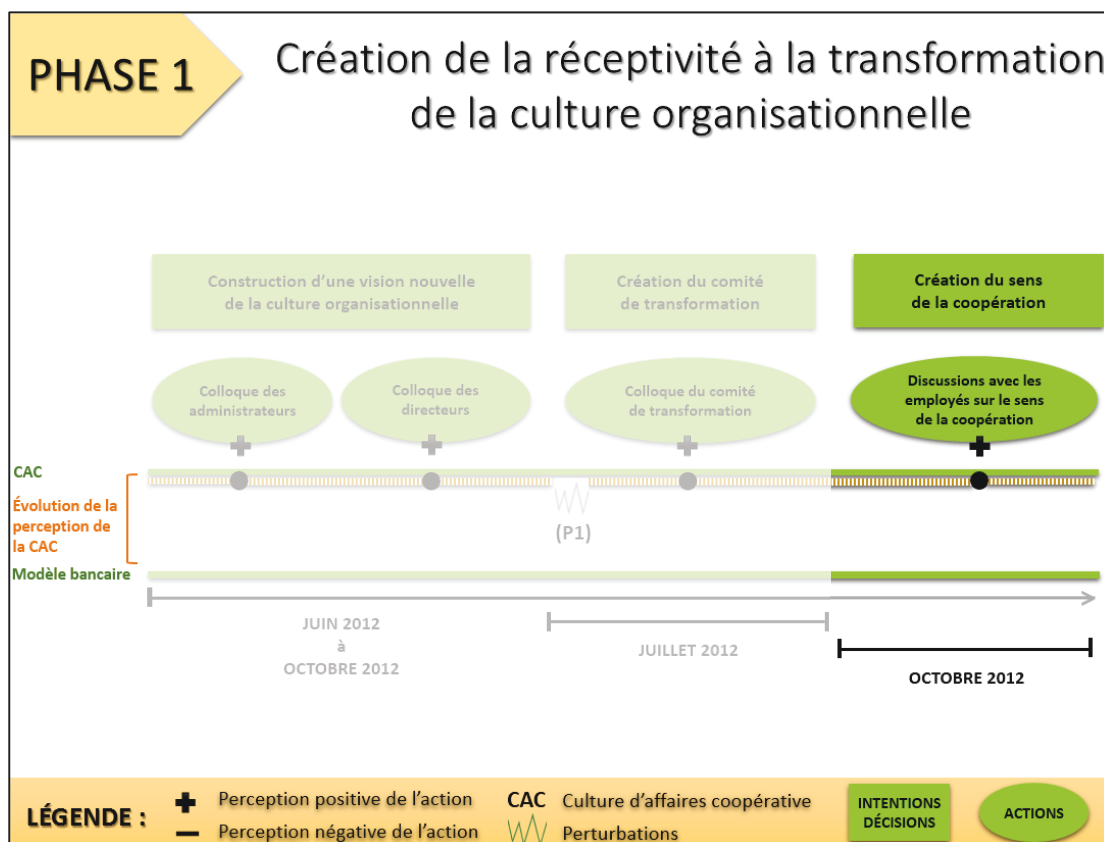 PHASE 1
Création de la réceptivité à la transformation
de la culture organisationnelle
Construction d'une vision nouvelle
de la culture organisationnelle
Création du comité
de transformation
Création du sens
de la coopération
Colloque des
administrateurs
Colloque des
directeurs
Colloque du comité
de transformation
Discussions avec les
employés sur le sens
de la coopération
CAC
Évolution de la
perception de
la CAC
(P1)
Modèle bancaire
JUIN 2012
à
OCTOBRE 2012
JUILLET 2012
OCTOBRE 2012
LÉGENDE :
Perception positive de l'action
Perception négative de l'action
CAC Culture d'affaires coopérative
Perturbations
INTENTIONS
DÉCISIONS
ACTIONS